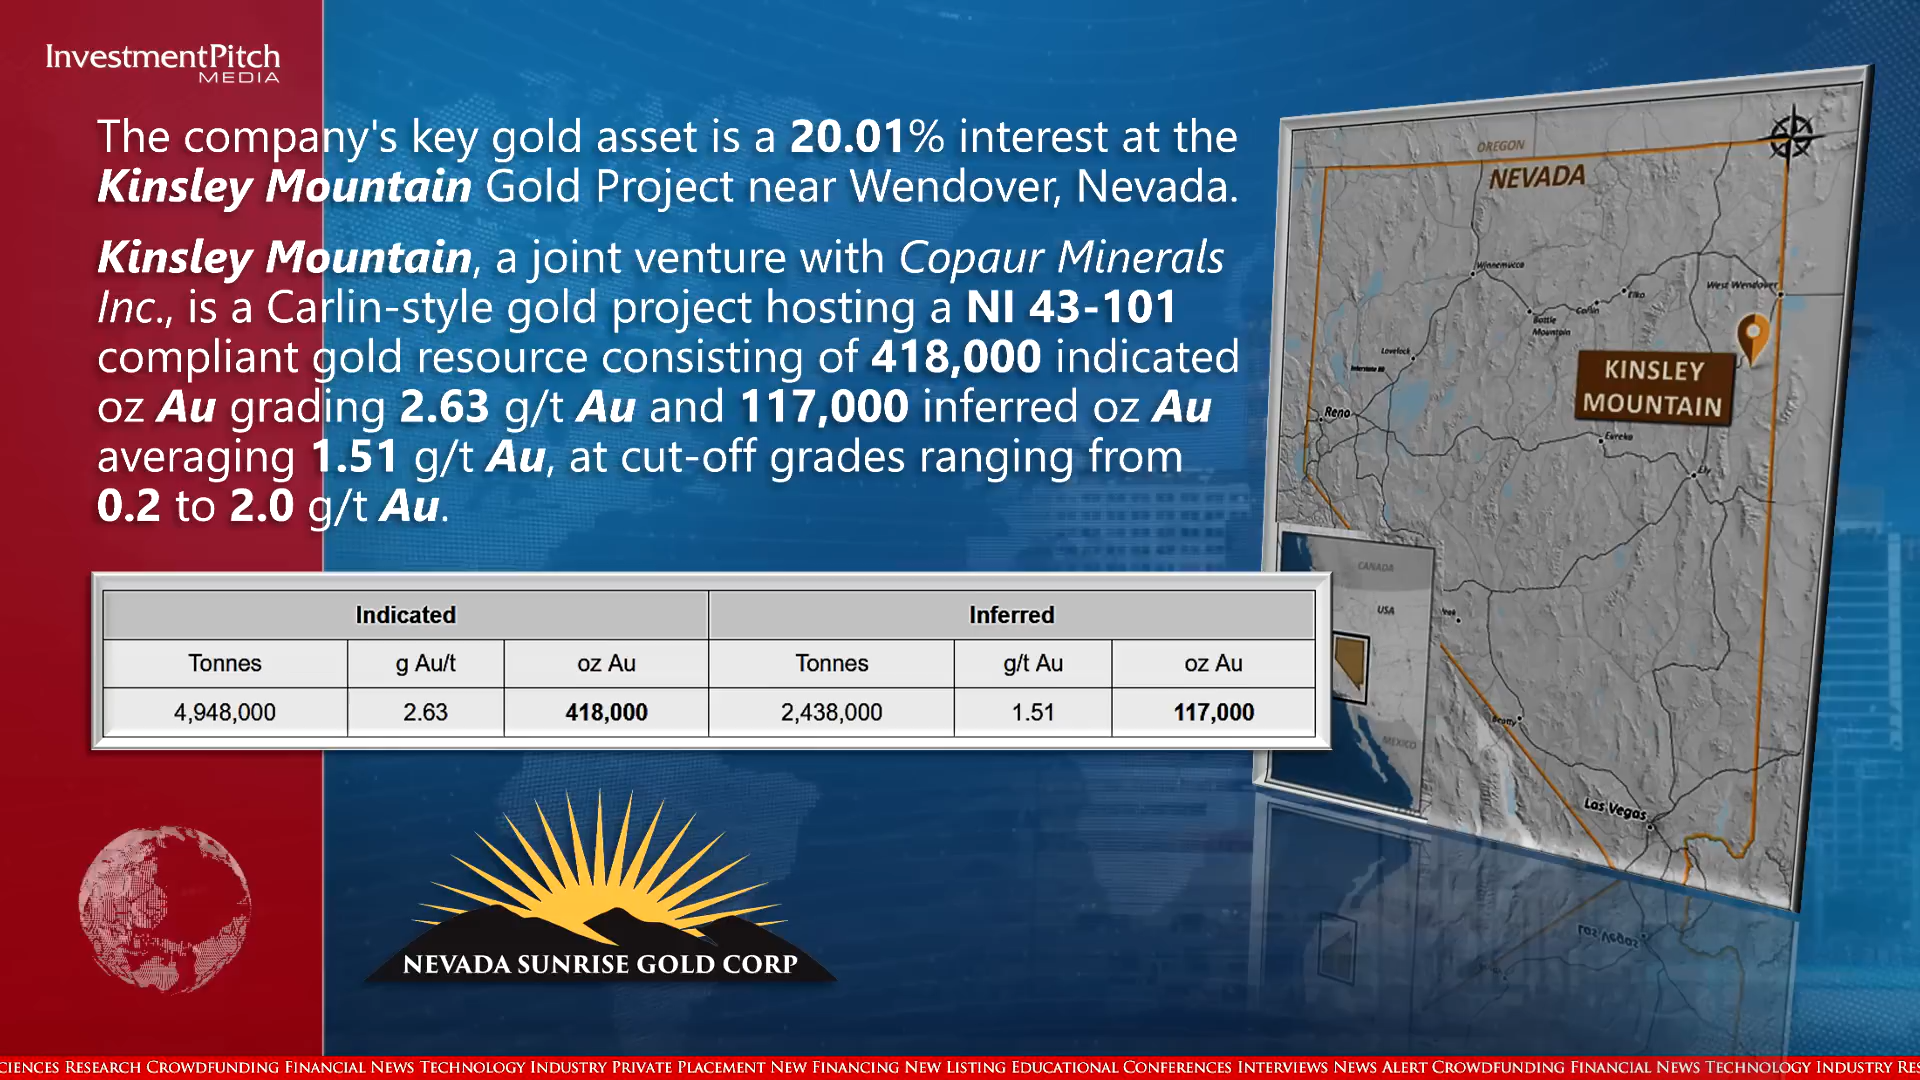 InvestmentPitch
MEDIA
The company's key gold asset is a 20.01% interest at the
Kinsley Mountain Gold Project near Wendover, Nevada.
Kinsley Mountain, a joint venture with Copaur Minerals
Inc., is a Carlin-style gold project hosting a NI 43-101
compliant gold resource consisting of 418,000 indicated
oz Au grading 2.63 g/t Au and 117,000 inferred oz Au
averaging 1.51 g/t Au, at cut-off grades ranging from
0.2 to 2.0 g/t Au.
Indicated Inferred
Tonnes g Au/t oz Au Tonnes g/t Au oz Au
4,948,000 2.63 418,000 2,438,000 1.51 117,000
OREGON
NEVADA
Winnemucca
West Wendover
Elko
Carlin
Battle
Mountain
Lovelock
Interstate 80
KINSLEY
MOUNTAIN
Reno
Eureka
Ely
CANADA
USA
MEXICO
Beatty
Las Vegas
NEVADA SUNRISE GOLD CORP
CIENCES RESEARCH CROWDFUNDING FINANCIAL NEWS TECHNOLOGY INDUSTRY PRIVATE PLACEMENT NEW FINANCING NEW LISTING EDUCATIONAL CONFERENCES INTERVIEWS NEWS ALERT CROWDFUNDING FINANCIAL NEWS TECHNOLOGY INDUSTRY RES